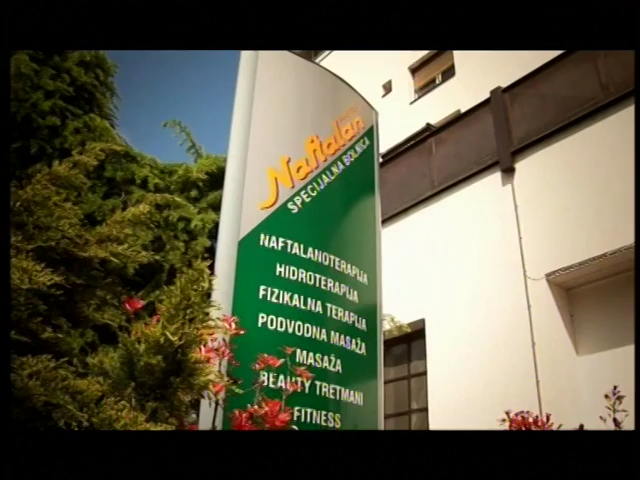 Naftalan
SPECIJALNA BOLNICA
NAFTALANOTERAPIJA
HIDROTERAPIJA
FIZIKALNA TERAPIJA
PODVODNA MASAŽA
MASAŽA
BEAUTY TRETMANI
FITNESS